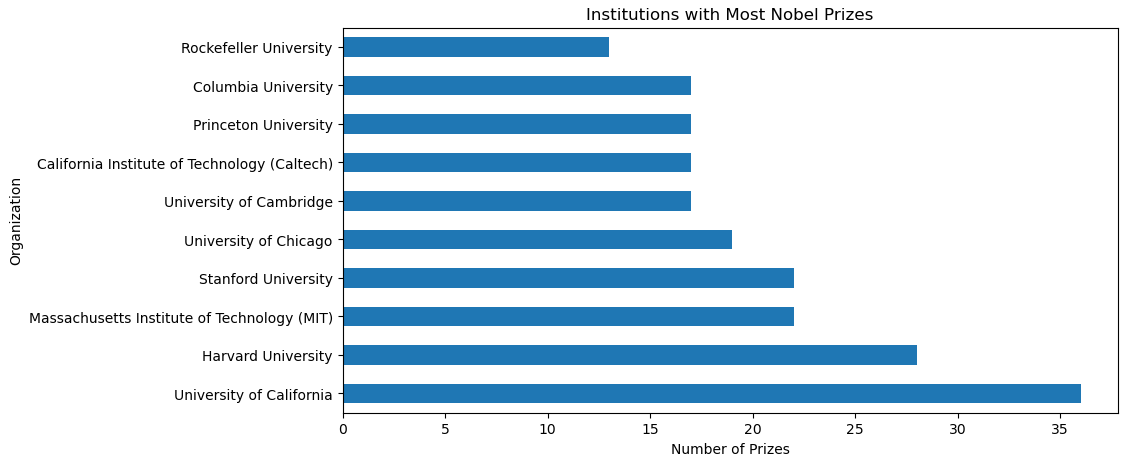 Institutions with Most Nobel Prizes
Organization
Rockefeller University
Columbia University
Princeton University
California Institute of Technology (Caltech)
University of Cambridge
University of Chicago
Stanford University
Massachusetts Institute of Technology (MIT)
Harvard University
University of California
0 5 10 15 20 25 30 35
Number of Prizes